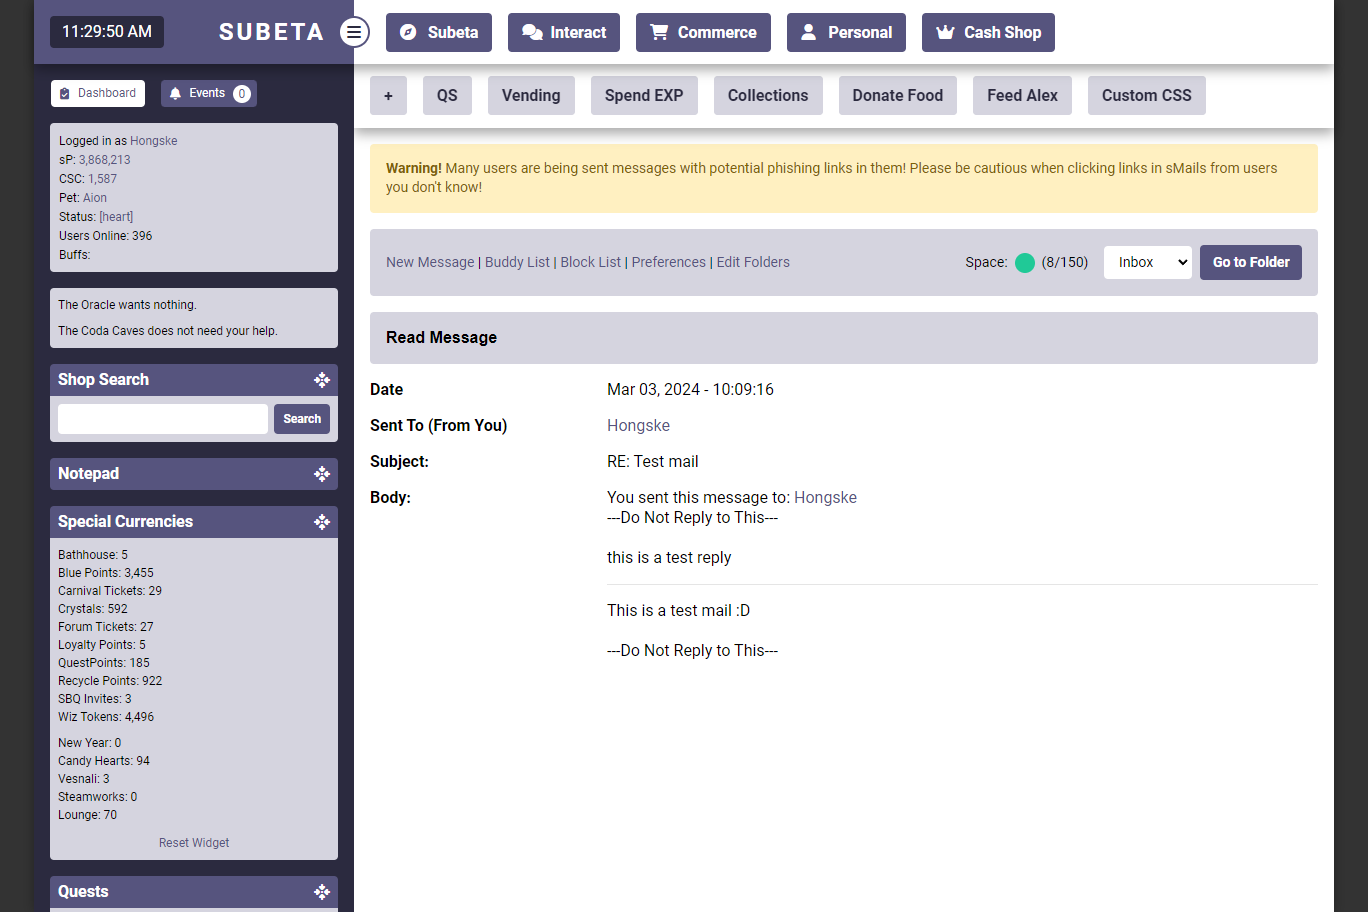 11:29:50 AM
SUBETA
Subeta
Interact
Commerce
Personal
Cash Shop
Dashboard
Events 0
+
QS
Vending
Spend EXP
Collections
Donate Food
Feed Alex
Custom CSS
Logged in as Hongske
sP: 3,868,213
CSC: 1,587
Pet: Aion
Status: [heart]
Users Online: 396
Buffs:
The Oracle wants nothing.
The Coda Caves does not need your help.
Shop Search
Search
Notepad
Special Currencies
Bathhouse: 5
Blue Points: 3,455
Carnival Tickets: 29
Crystals: 592
Forum Tickets: 27
Loyalty Points: 5
QuestPoints: 185
Recycle Points: 922
SBQ Invites: 3
Wiz Tokens: 4,496
New Year: 0
Candy Hearts: 94
Vesnali: 3
Steamworks: 0
Lounge: 70
Reset Widget
Quests
Warning! Many users are being sent messages with potential phishing links in them! Please be cautious when clicking links in sMails from users
you don't know!
New Message | Buddy List | Block List | Preferences | Edit Folders
Space: (8/150)
Inbox
Go to Folder
Read Message
Date Mar 03, 2024 - 10:09:16
Sent To (From You) Hongske
Subject: RE: Test mail
Body: You sent this message to: Hongske
---Do Not Reply to This---
this is a test reply
This is a test mail :D
---Do Not Reply to This---